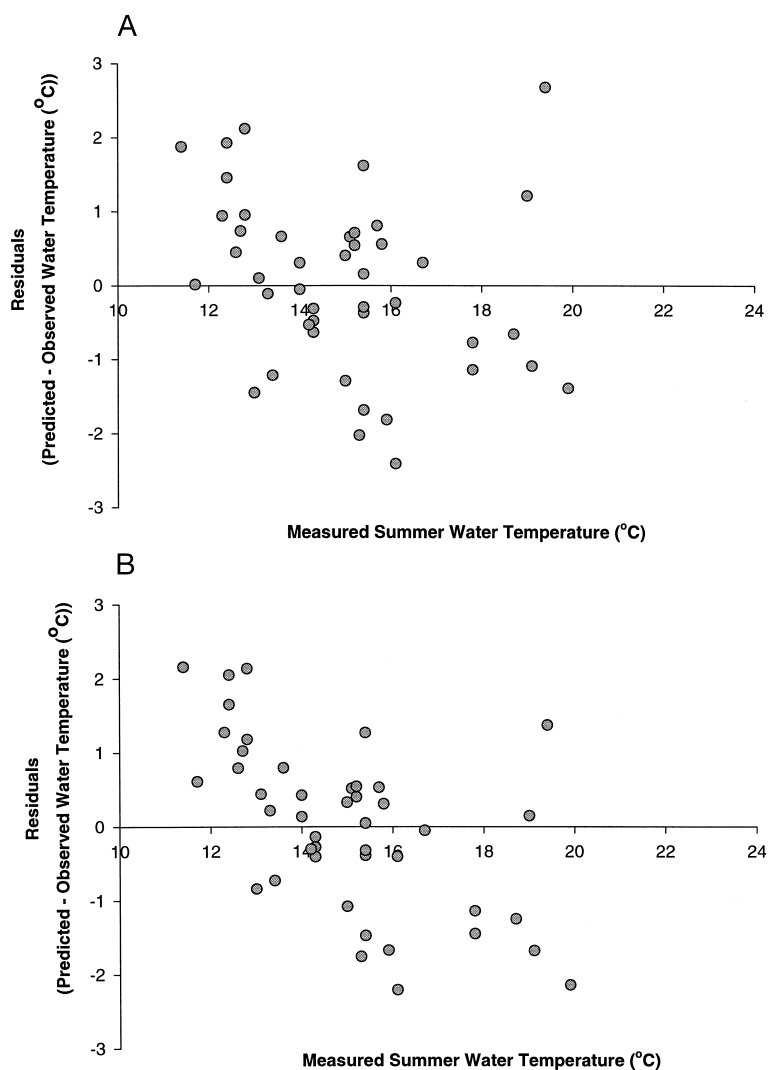 A
3
2
1
0
-1
-2
-3
10 12 14 16 18 20 22 24
Residuals
(Predicted - Observed Water Temperature (°C))
Measured Summer Water Temperature (°C)
B
3
2
1
0
-1
-2
-3
10 12 14 16 18 20 22 24
Residuals
(Predicted - Observed Water Temperature (°C))
Measured Summer Water Temperature (°C)